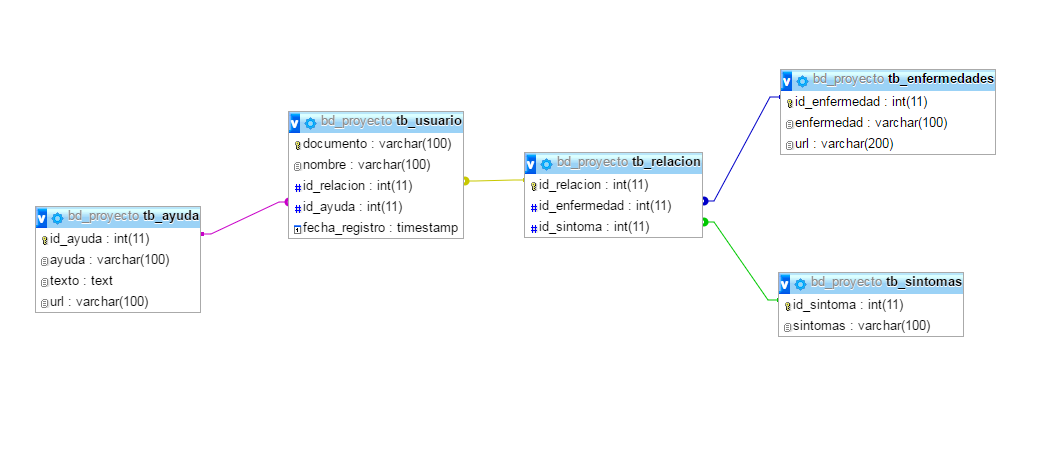 bd_proyecto tb_ayuda
id_ayuda : int(11)
ayuda : varchar(100)
texto : text
url : varchar(100)
bd_proyecto tb_usuario
documento : varchar(100)
nombre : varchar(100)
id_relacion : int(11)
id_ayuda : int(11)
fecha_registro : timestamp
bd_proyecto tb_relacion
id_relacion : int(11)
id_enfermedad : int(11)
id_sintoma : int(11)
bd_proyecto tb_enfermedades
id_enfermedad : int(11)
enfermedad : varchar(100)
url : varchar(200)
bd_proyecto tb_sintomas
id_sintoma : int(11)
sintomas : varchar(100)